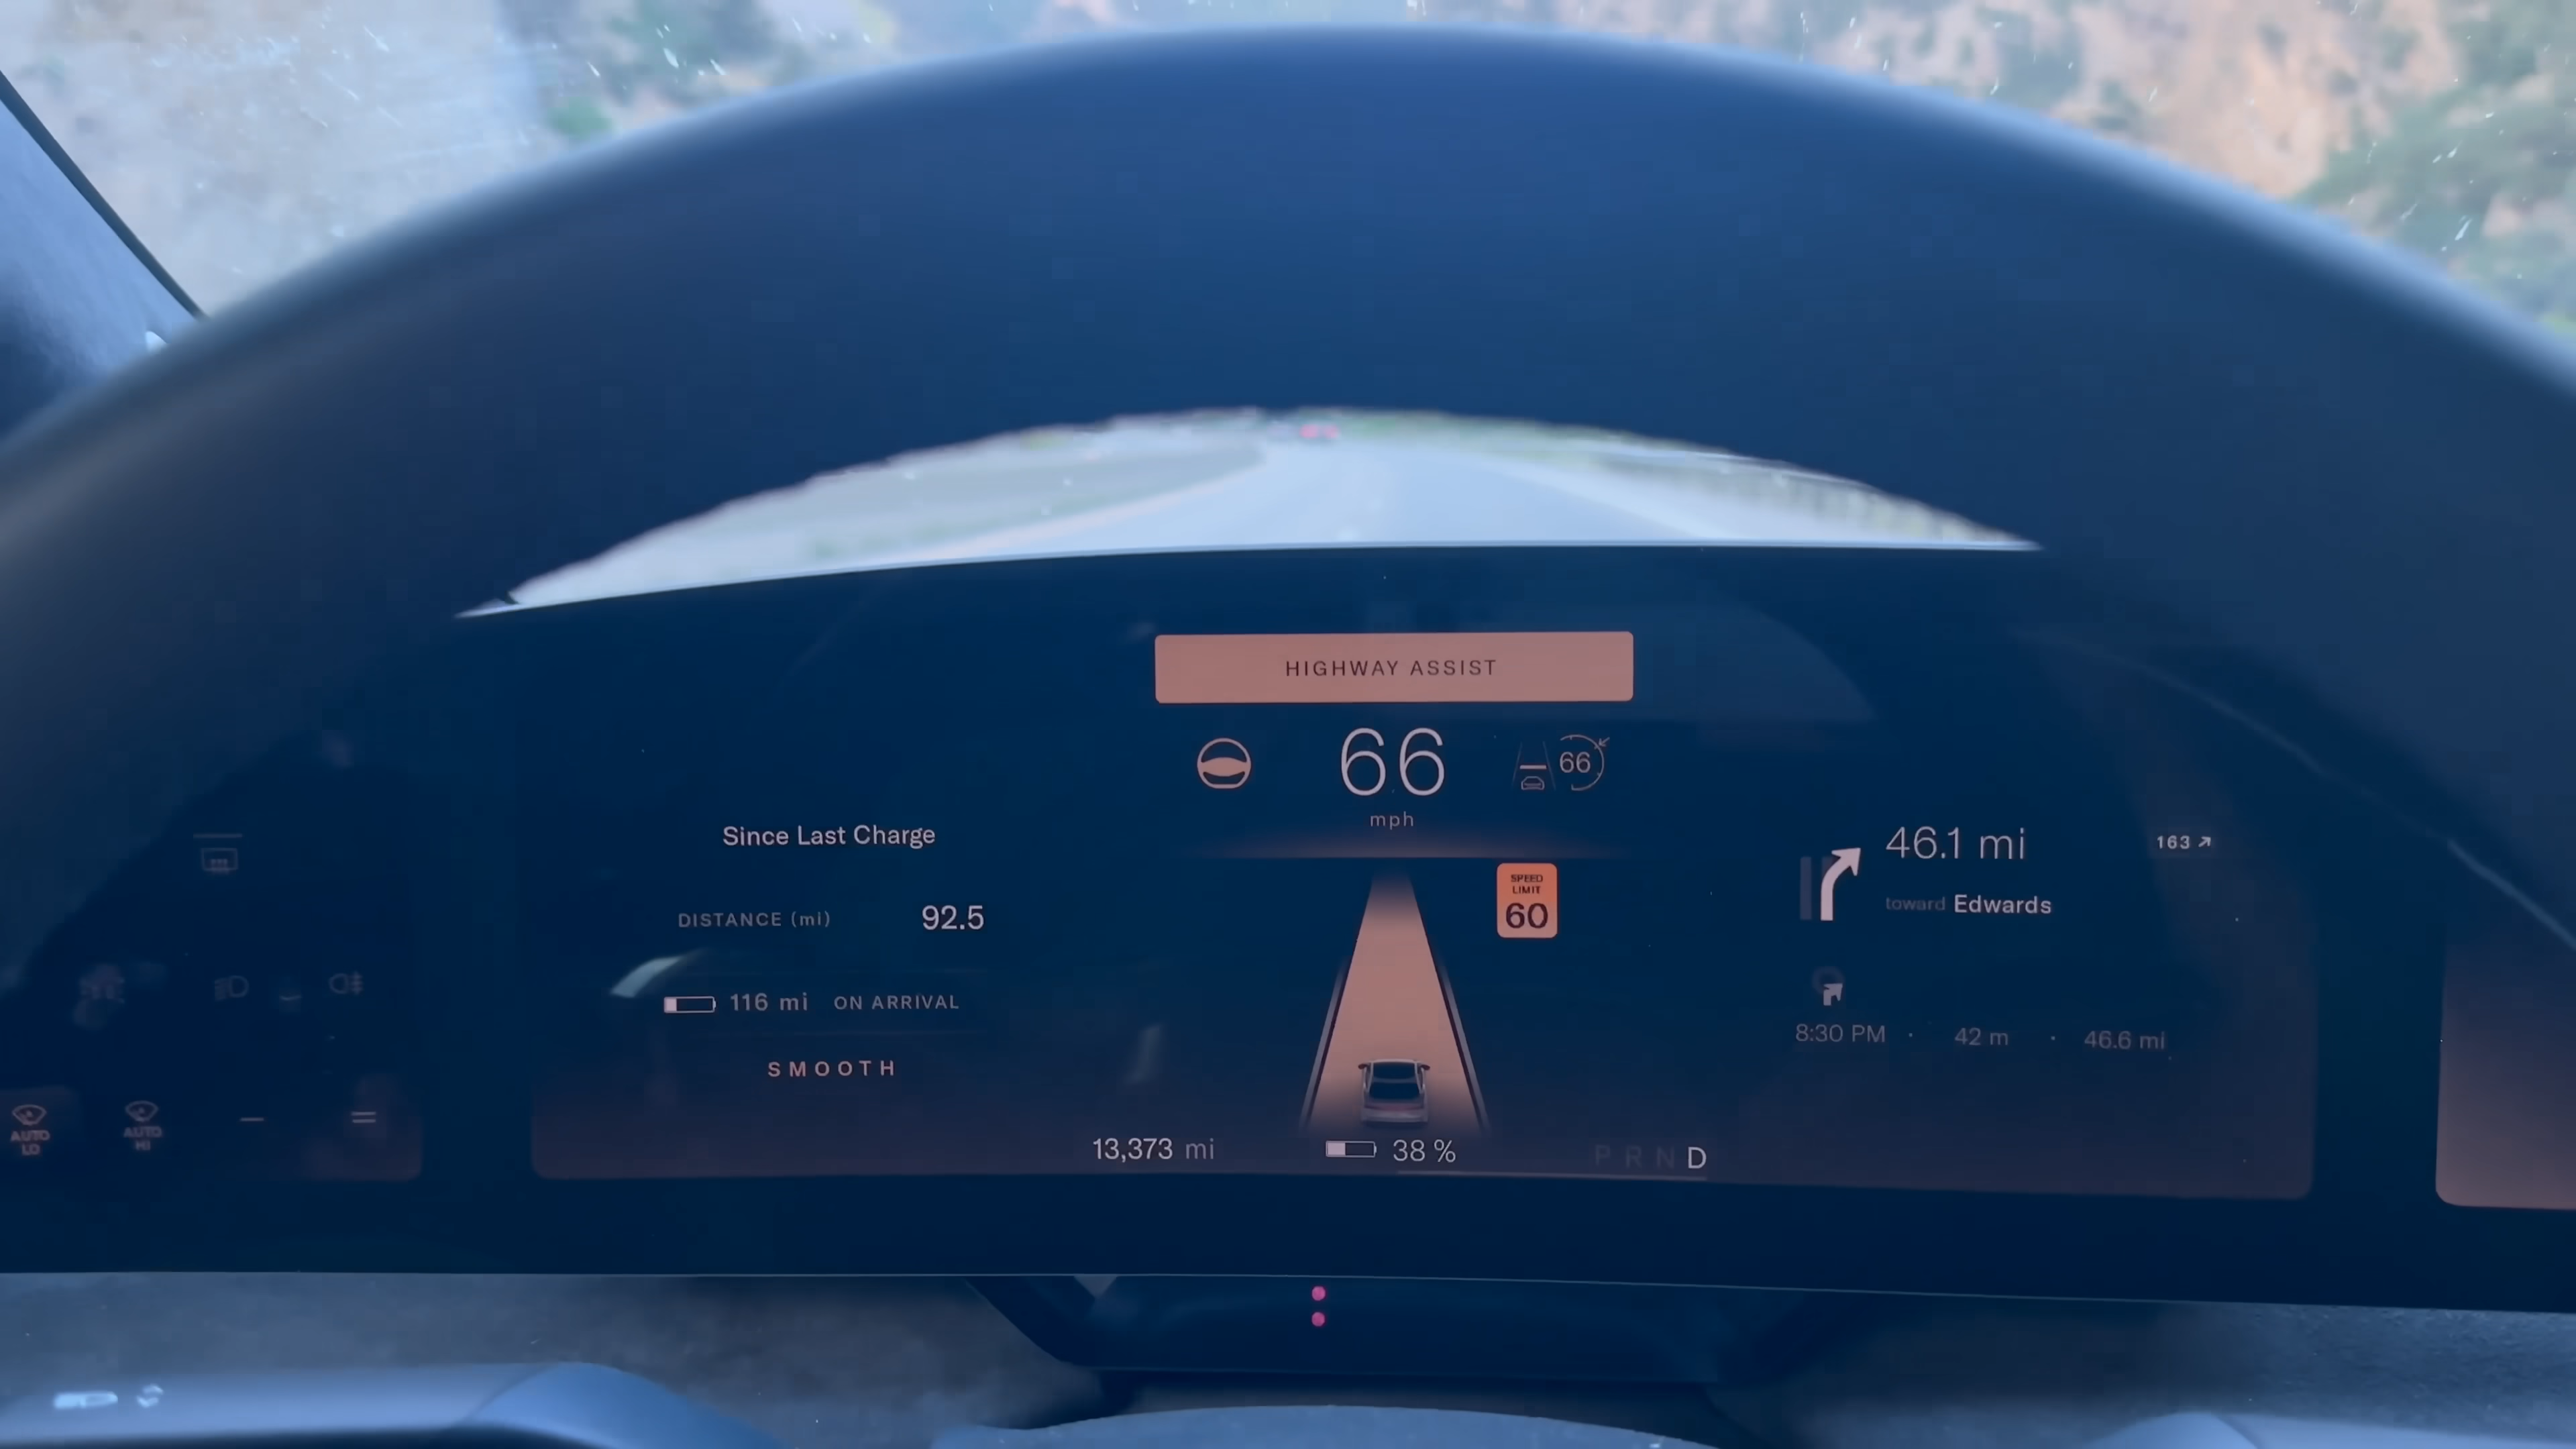 HIGHWAY ASSIST
66
66
mph
Since Last Charge
DISTANCE (mi) 92.5
116 mi ON ARRIVAL
SMOOTH
SPEED
LIMIT
60
46.1 mi
163
toward Edwards
8:30 PM · 42 m · 46.6 mi
AUTO
LO
AUTO
HI
13,373 mi
38 %
P R N D